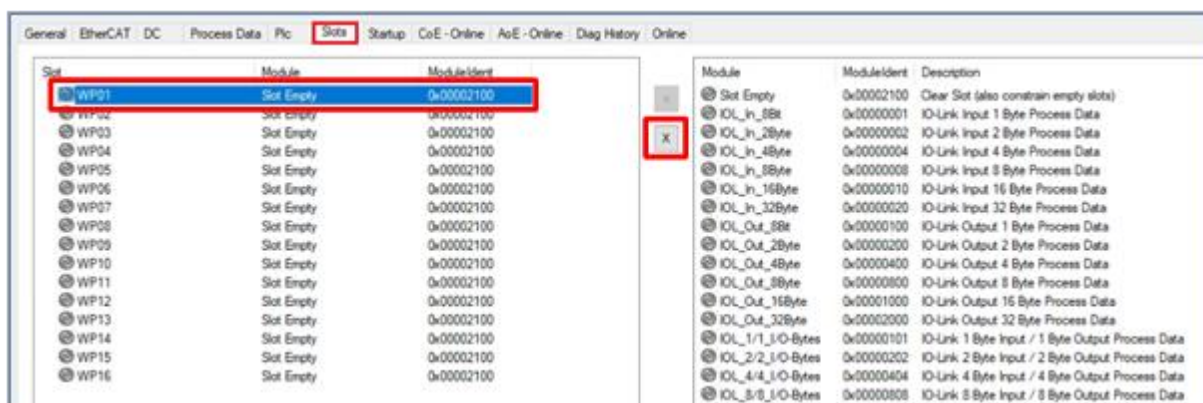 General EtherCAT DC Process Data Plc Slots Startup CoE - Online AoE - Online Diag History Online
Slot Module ModuleIdent
WP01 Slot Empty 0x00002100
WP02 Slot Empty 0x00002100
WP03 Slot Empty 0x00002100
WP04 Slot Empty 0x00002100
WP05 Slot Empty 0x00002100
WP06 Slot Empty 0x00002100
WP07 Slot Empty 0x00002100
WP08 Slot Empty 0x00002100
WP09 Slot Empty 0x00002100
WP10 Slot Empty 0x00002100
WP11 Slot Empty 0x00002100
WP12 Slot Empty 0x00002100
WP13 Slot Empty 0x00002100
WP14 Slot Empty 0x00002100
WP15 Slot Empty 0x00002100
WP16 Slot Empty 0x00002100
X
Module ModuleIdent Description
Slot Empty 0x00002100 Clear Slot (also constrain empty slots)
IOL_In_8Bit 0x00000001 IO-Link Input 1 Byte Process Data
IOL_In_2Byte 0x00000002 IO-Link Input 2 Byte Process Data
IOL_In_4Byte 0x00000004 IO-Link Input 4 Byte Process Data
IOL_In_8Byte 0x00000008 IO-Link Input 8 Byte Process Data
IOL_In_16Byte 0x00000010 IO-Link Input 16 Byte Process Data
IOL_In_32Byte 0x00000020 IO-Link Input 32 Byte Process Data
IOL_Out_8Bit 0x00000100 IO-Link Output 1 Byte Process Data
IOL_Out_2Byte 0x00000200 IO-Link Output 2 Byte Process Data
IOL_Out_4Byte 0x00000400 IO-Link Output 4 Byte Process Data
IOL_Out_8Byte 0x00000800 IO-Link Output 8 Byte Process Data
IOL_Out_16Byte 0x00001000 IO-Link Output 16 Byte Process Data
IOL_Out_32Byte 0x00002000 IO-Link Output 32 Byte Process Data
IOL_1/1_I/O-Bytes 0x00000101 IO-Link 1 Byte Input / 1 Byte Output Process Data
IOL_2/2_I/O-Bytes 0x00000202 IO-Link 2 Byte Input / 2 Byte Output Process Data
IOL_4/4_I/O-Bytes 0x00000404 IO-Link 4 Byte Input / 4 Byte Output Process Data
IOL_8/8_I/O-Bytes 0x00000808 IO-Link 8 Byte Input / 8 Byte Output Process Data